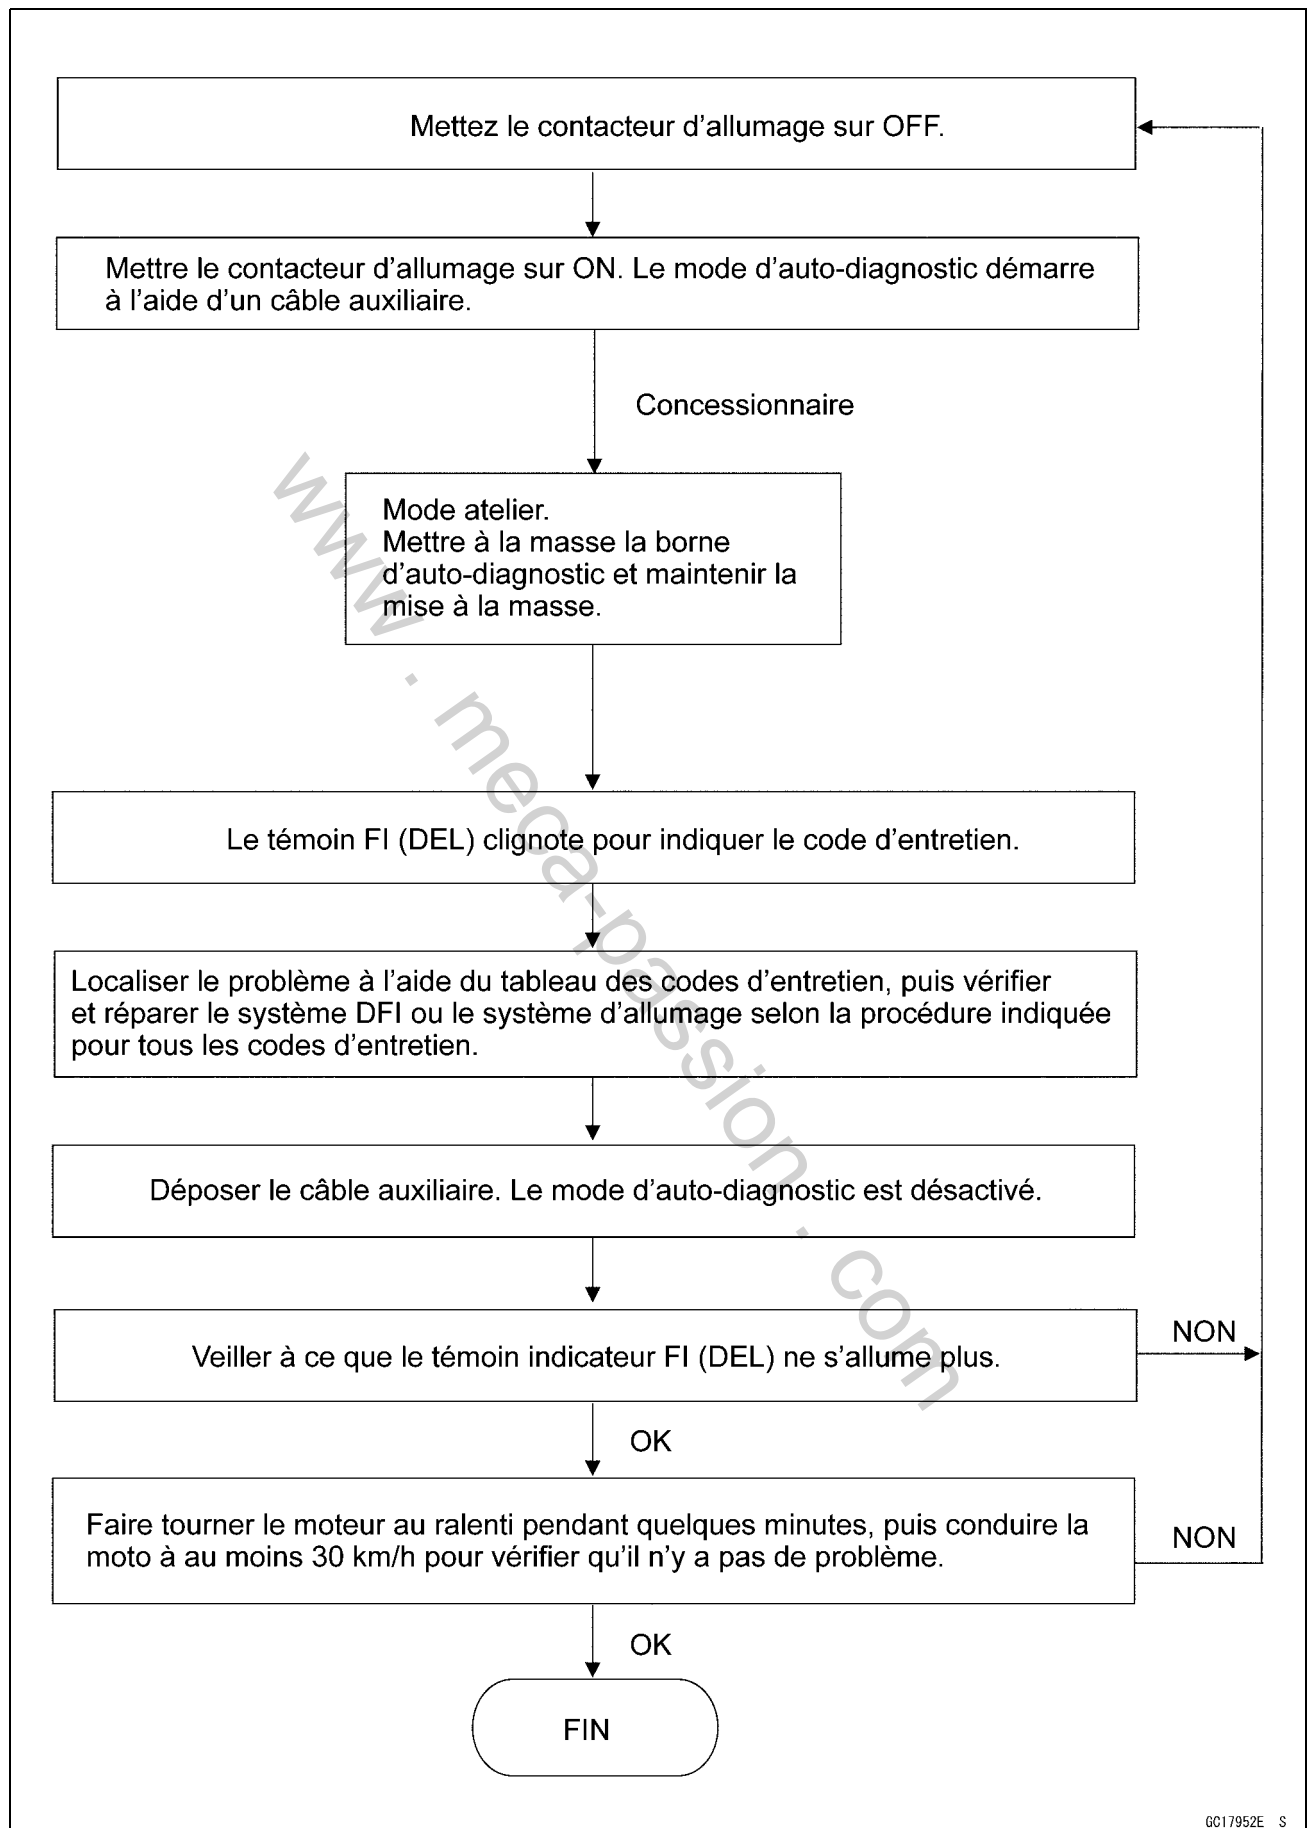 Mettez le contacteur d'allumage sur OFF.
Mettre le contacteur d'allumage sur ON. Le mode d'auto-diagnostic démarre
à l'aide d'un câble auxiliaire.
Concessionnaire
Mode atelier.
Mettre à la masse la borne
d'auto-diagnostic et maintenir la
mise à la masse.
Le témoin FI (DEL) clignote pour indiquer le code d'entretien.
Localiser le problème à l'aide du tableau des codes d'entretien, puis vérifier
et réparer le système DFI ou le système d'allumage selon la procédure indiquée
pour tous les codes d'entretien.
Déposer le câble auxiliaire. Le mode d'auto-diagnostic est désactivé.
Veiller à ce que le témoin indicateur FI (DEL) ne s'allume plus.
NON
OK
Faire tourner le moteur au ralenti pendant quelques minutes, puis conduire la
moto à au moins 30 km/h pour vérifier qu'il n'y a pas de problème.
NON
OK
FIN
GC17952E S
www.meca-passion.com